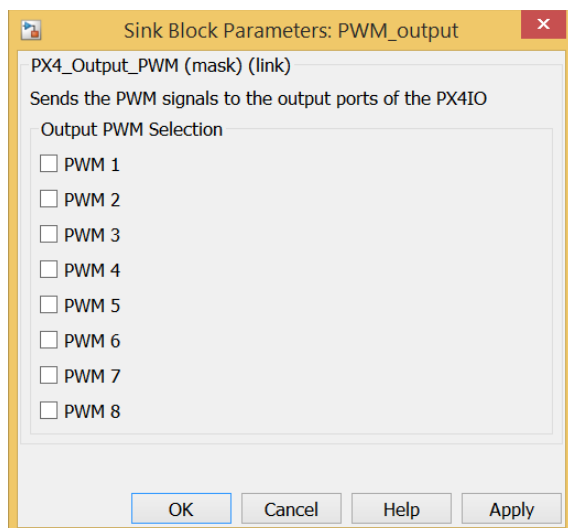 Sink Block Parameters: PWM_output
PX4_Output_PWM (mask) (link)
Sends the PWM signals to the output ports of the PX4IO
Output PWM Selection
PWM 1
PWM 2
PWM 3
PWM 4
PWM 5
PWM 6
PWM 7
PWM 8
OK Cancel Help Apply